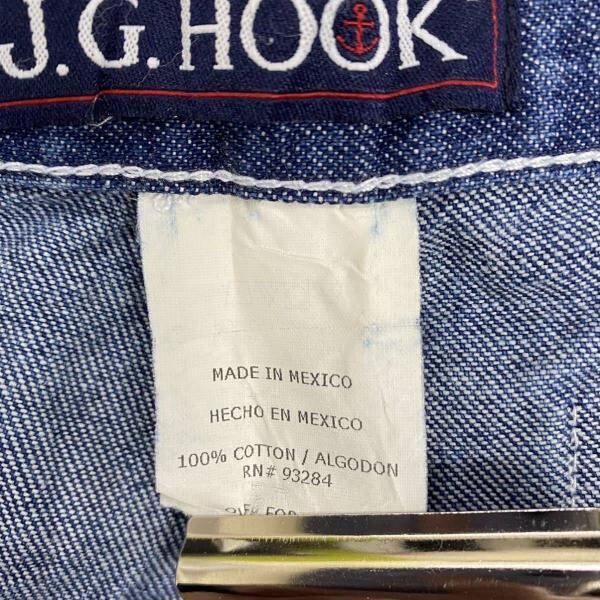 J.G. HOOK
MADE IN MEXICO
HECHO EN MEXICO
100% COTTON / ALGODON
RN# 93284